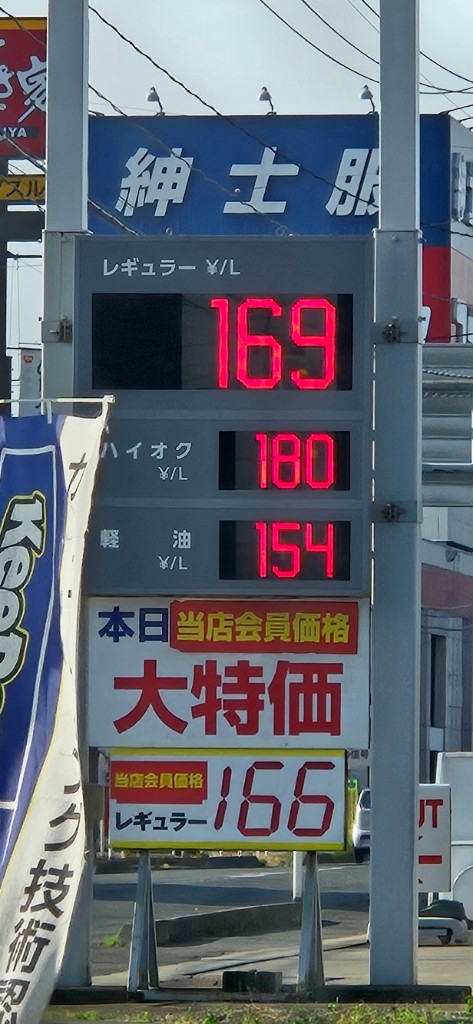 紳士服
レギュラー ¥/L
169
ハイオク
¥/L
180
軽油
¥/L
154
本日 当店会員価格
大特価
当店会員価格
レギュラー 166
KeeP
技術
UT